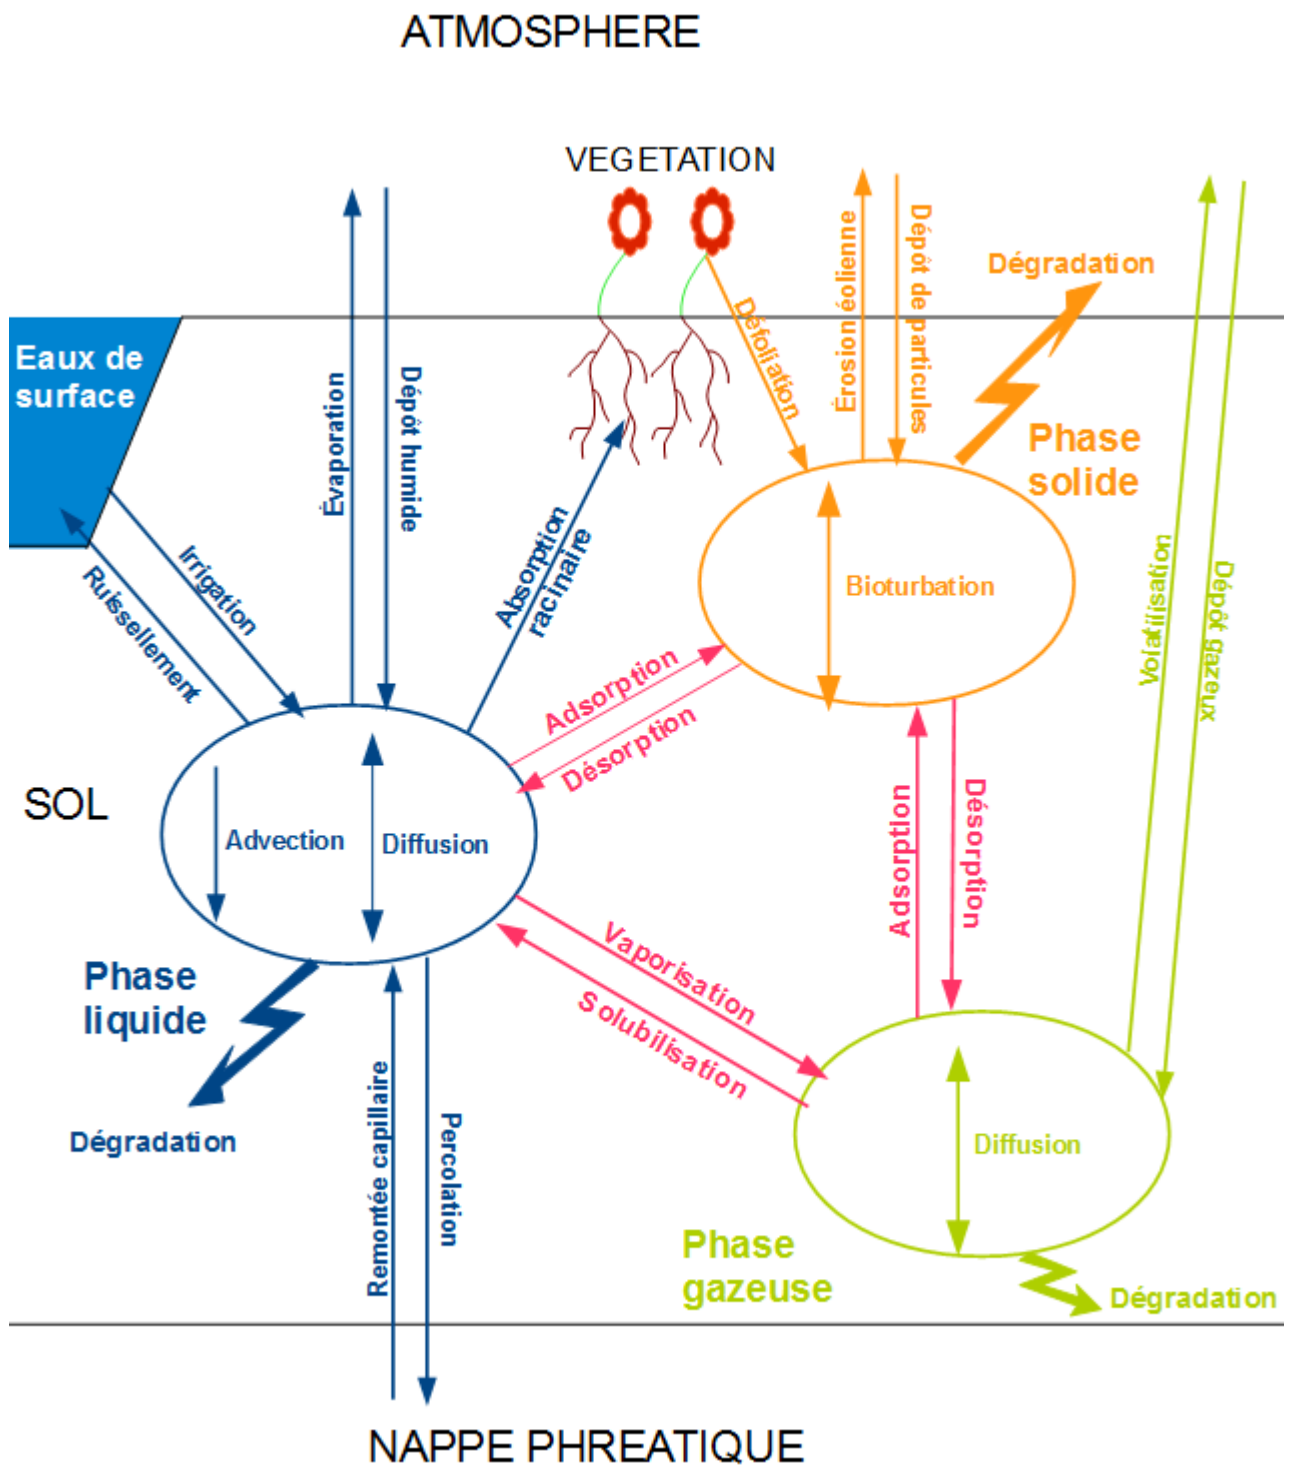 ATMOSPHERE
VEGETATION
Eaux de
surface
Évaporation
Dépôt humide
Défoliation
Érosion éolienne
Dépôt de particules
Dégradation
Phase
solide
Irrigation
Ruissellement
Absorption
racinaire
Bioturbation
Volatilisation
Dépôt gazeux
Adsorption
Désorption
SOL
Advection
Diffusion
Adsorption
Désorption
Phase
liquide
Dégradation
Vaporisation
Solubilisation
Remontée capillaire
Percolation
Diffusion
Phase
gazeuse
Dégradation
NAPPE PHREATIQUE